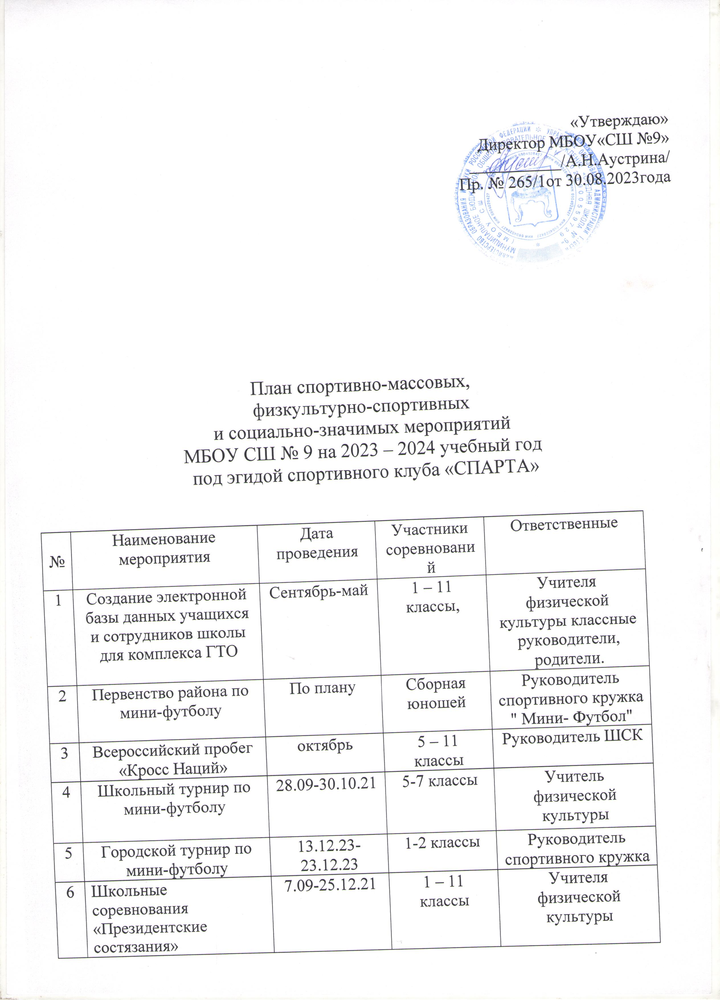 «Утверждаю»
Директор МБОУ«СШ №9»
/А.Н.Аустрина/
Пр. № 265/1от 30.08.2023года
План спортивно-массовых,
физкультурно-спортивных
и социально-значимых мероприятий
МБОУ СШ № 9 на 2023 – 2024 учебный год
под эгидой спортивного клуба «СПАРТА»
№
Наименование
мероприятия
Дата
проведения
Участники
соревновани
й
Ответственные
1
Создание электронной
базы данных учащихся
и сотрудников школы
для комплекса ГТО
Сентябрь-май
1 – 11
классы,
Учителя
физической
культуры классные
руководители,
родители.
2
Первенство района по
мини-футболу
По плану
Сборная
юношей
Руководитель
спортивного кружка
" Мини- Футбол"
3
Всероссийский пробег
«Кросс Наций»
октябрь
5 – 11
классы
Руководитель ШСК
4
Школьный турнир по
мини-футболу
28.09-30.10.21
5-7 классы
Учитель
физической
культуры
5
Городской турнир по
мини-футболу
13.12.23-
23.12.23
1-2 классы
Руководитель
спортивного кружка
6
Школьные
соревнования
«Президентские
состязания»
7.09-25.12.21
1 – 11
классы
Учителя
физической
культуры